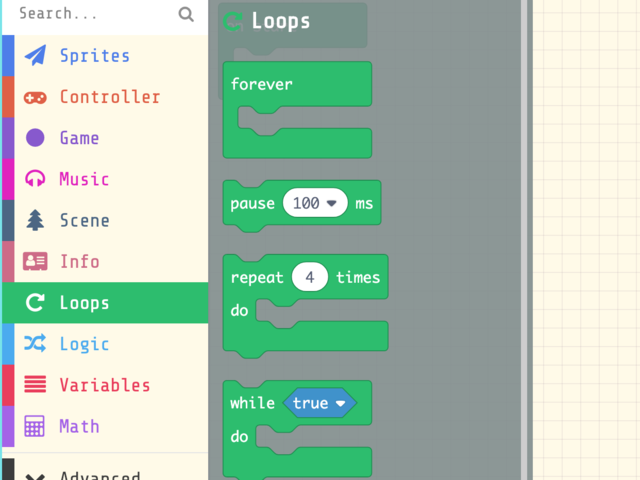 Search...
Sprites
Controller
Game
Music
Scene
Info
Loops
Logic
Variables
Math
Advanced
Loops
forever
pause 100 ms
repeat 4 times
do
while true
do